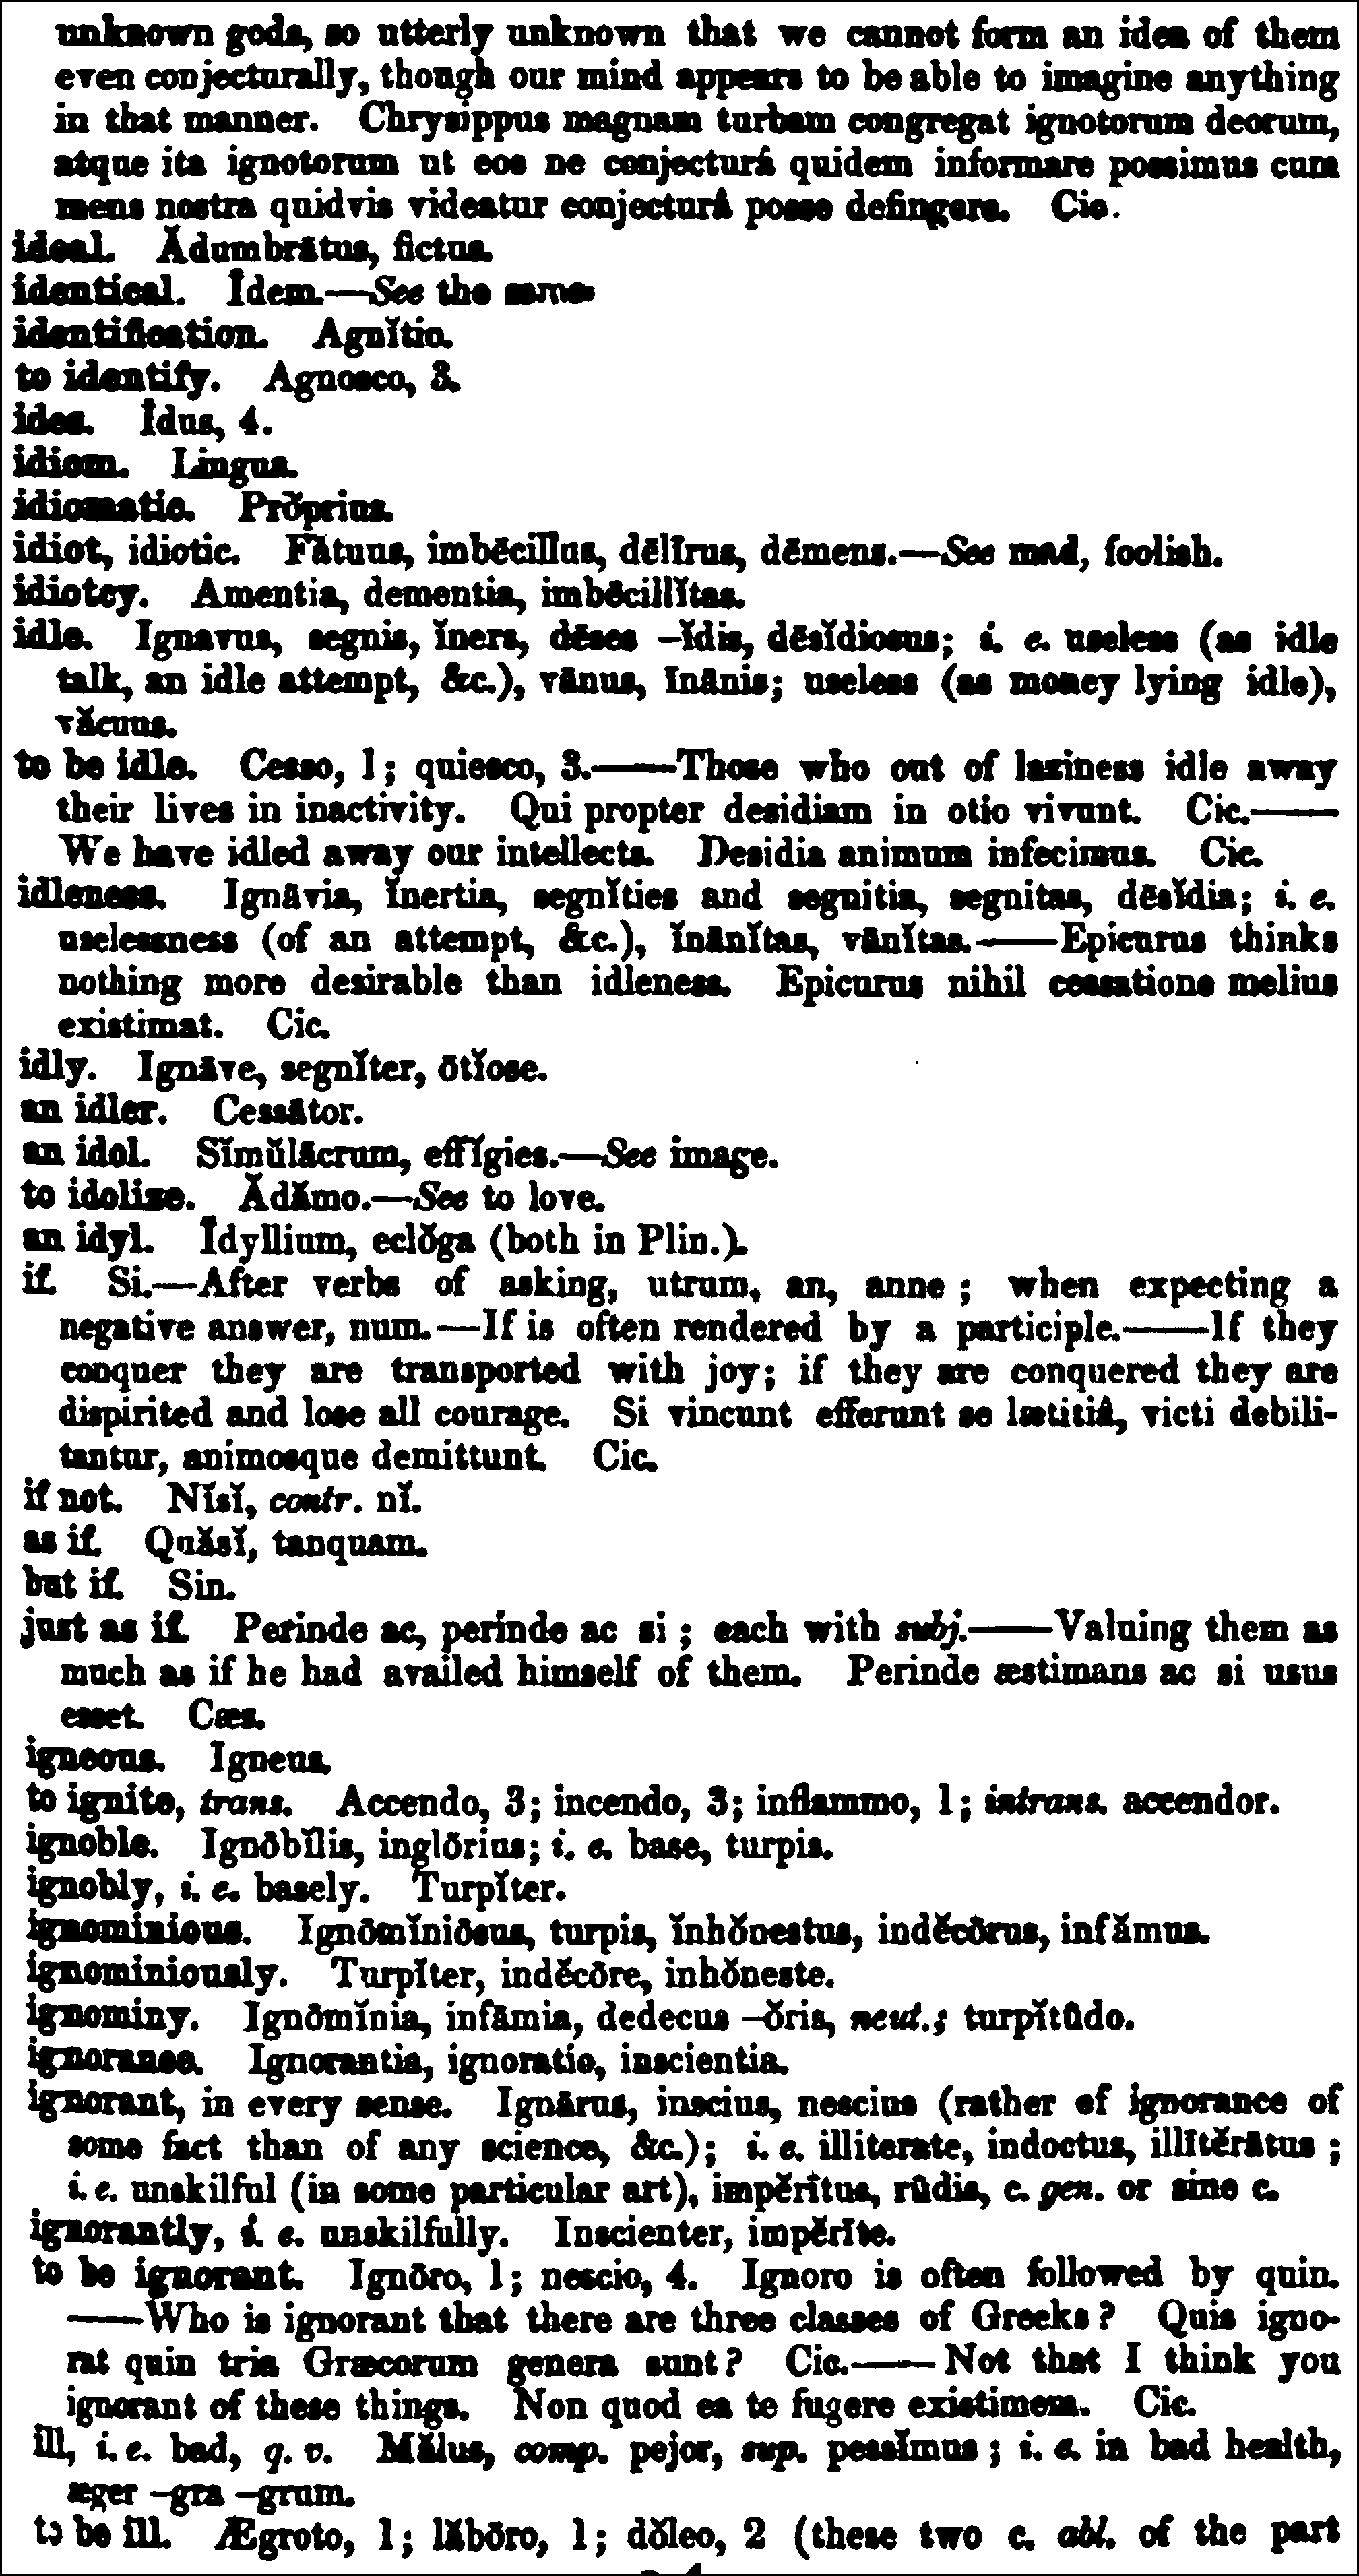 unknown gods, so utterly unknown that we cannot form an idea of them
even conjecturally, though our mind appears to be able to imagine anything
in that manner. Chrysippus magnam turbam congregat ignotorum deorum,
atque ita ignotorum ut eos ne conjecturâ quidem informare possimus cum
mens nostra quidvis videatur conjecturâ posse defingere. Cic.
ideal. Ădumbrātus, fictus.
identical. Īdem.—See the same
identification. Agnĭtio.
to identify. Agnosco, 3.
ides. Īdus, 4.
idiom. Lingua.
idiomatic. Prŏprius.
idiot, idiotic. Fătuus, imbēcillus, dēlīrus, dēmens.—See mad, foolish.
idiotcy. Amentia, dementia, imbēcillĭtas.
idle. Ignavus, segnis, ĭners, dēses –ĭdis, dēsĭdiosus; i. e. useless (as idle
talk, an idle attempt, &c.), vānus, ĭnānis; useless (as money lying idle),
văcuus.
to be idle. Cesso, 1; quiesco, 3.——Those who out of laziness idle away
their lives in inactivity. Qui propter desidiam in otio vivunt. Cic.——
We have idled away our intellects. Desidia animum infecimus. Cic.
idleness. Ignāvia, ĭnertia, segnĭties and segnitia, segnitas, dēsĭdia; i. e.
uselessness (of an attempt, &c.), ĭnānĭtas, vānĭtas.——Epicurus thinks
nothing more desirable than idleness. Epicurus nihil cessatione melius
existimat. Cic.
idly. Ignāve, segnĭter, ōtĭose.
an idler. Cessātor.
an idol. Sĭmŭlācrum, effĭgies.—See image.
to idolize. Ădămo.—See to love.
an idyl. Īdyllium, eclŏga (both in Plin.).
if. Si.—After verbs of asking, utrum, an, anne; when expecting a
negative answer, num.—If is often rendered by a participle.——If they
conquer they are transported with joy; if they are conquered they are
dispirited and lose all courage. Si vincunt efferunt se lætitiâ, victi debili-
tantur, animosque demittunt. Cic.
if not. Nĭsĭ, contr. nĭ.
as if. Quăsĭ, tanquam.
but if. Sin.
just as if. Perinde ac, perinde ac si; each with subj.——Valuing them as
much as if he had availed himself of them. Perinde æstimans ac si usus
esset. Cæs.
igneous. Igneus.
to ignite, trans. Accendo, 3; incendo, 3; inflammo, 1; intrans. accendor.
ignoble. Ignōbĭlis, inglōrius; i. e. base, turpis.
ignobly, i. e. basely. Turpĭter.
ignominious. Ignōmĭniōsus, turpis, ĭnhŏnestus, indĕcōrus, infămus.
ignominiously. Turpĭter, indĕcōre, inhŏneste.
ignominy. Ignōmĭnia, infāmia, dedecus –ŏris, neut.; turpĭtūdo.
ignorance. Ignorantia, ignoratio, inscientia.
ignorant, in every sense. Ignārus, inscius, nescius (rather of ignorance of
some fact than of any science, &c.); i. e. illiterate, indoctus, illĭtĕrātus;
i. e. unskilful (in some particular art), impĕrītus, rŭdis, c. gen. or sine c.
ignorantly, i. e. unskilfully. Inscienter, impĕrīte.
to be ignorant. Ignōro, 1; nescio, 4. Ignoro is often followed by quin.
——Who is ignorant that there are three classes of Greeks? Quis igno-
rat quin tria Græcorum genera sunt? Cic.——Not that I think you
ignorant of these things. Non quod ea te fugere existimem. Cic.
ill, i. e. bad, q. v. Mălus, comp. pejor, sup. pessĭmus; i. e. in bad health,
æger –gra –grum.
to be ill. Ægroto, 1; lăbōro, 1; dŏleo, 2 (these two c. abl. of the part